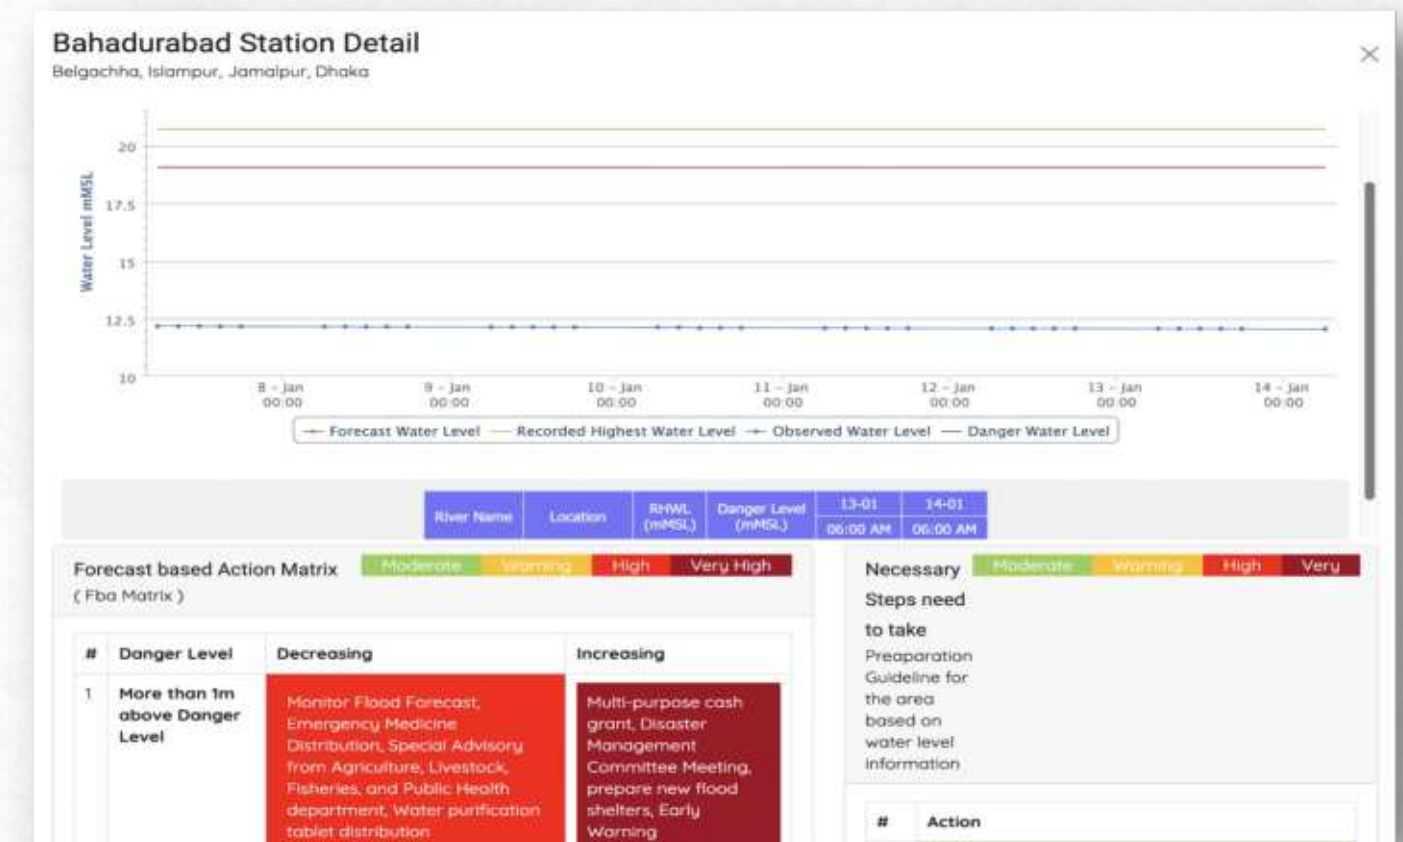 Bahadurabad Station Detail
Belgachha, Islampur, Jamalpur, Dhaka
Water Level mMSL
20
17.5
15
12.5
10
8 - Jan 00:00
9 - Jan 00:00
10 - Jan 00:00
11 - Jan 00:00
12 - Jan 00:00
13 - Jan 00:00
14 - Jan 00:00
Forecast Water Level Recorded Highest Water Level Observed Water Level Danger Water Level
River Name
Location
RHWL (mMSL)
Danger Level (mMSL)
13-01
06:00 AM
14-01
06:00 AM
Forecast based Action Matrix
( Fba Matrix )
Moderate Warning High Very High
# Danger Level Decreasing Increasing
1
More than 1m
above Danger
Level
Monitor Flood Forecast,
Emergency Medicine
Distribution, Special Advisory
from Agriculture, Livestock,
Fisheries, and Public Health
department, Water purification
tablet distribution
Multi-purpose cash
grant, Disaster
Management
Committee Meeting,
prepare new flood
shelters, Early
Warning
Necessary
Steps need
to take
Preaparation
Guideline for
the area
based on
water level
information
Moderate Warning High Very
# Action